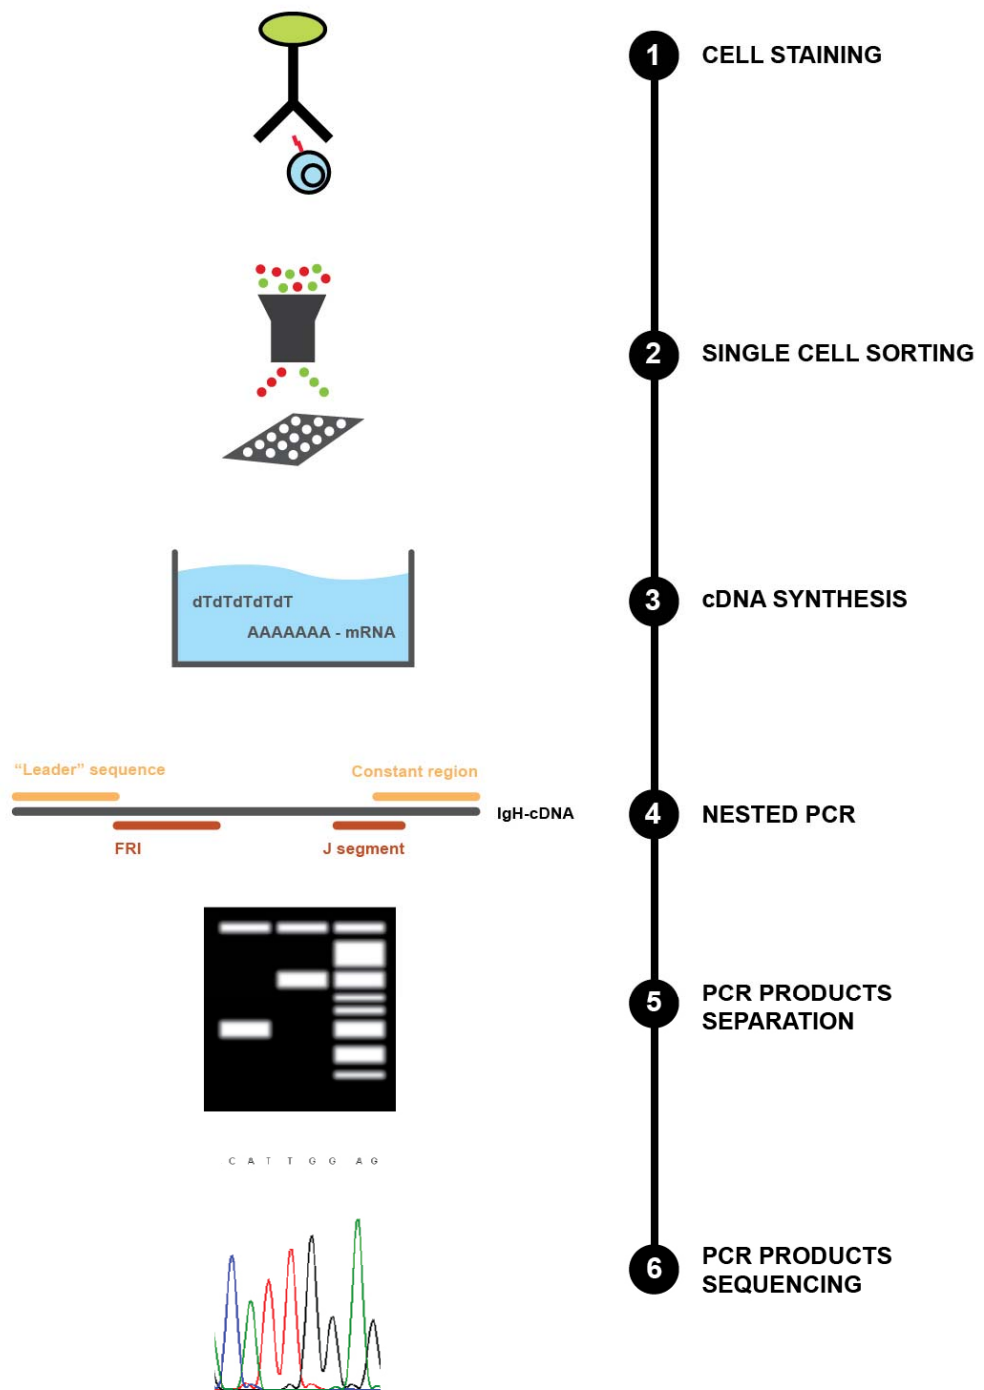 1 CELL STAINING
2 SINGLE CELL SORTING
dTdTdTdTdT
AAAAAAA - mRNA
3 cDNA SYNTHESIS
“Leader” sequence
Constant region
IgH-cDNA
FRI
J segment
4 NESTED PCR
5 PCR PRODUCTS
SEPARATION
C A T T G G A G
6 PCR PRODUCTS
SEQUENCING